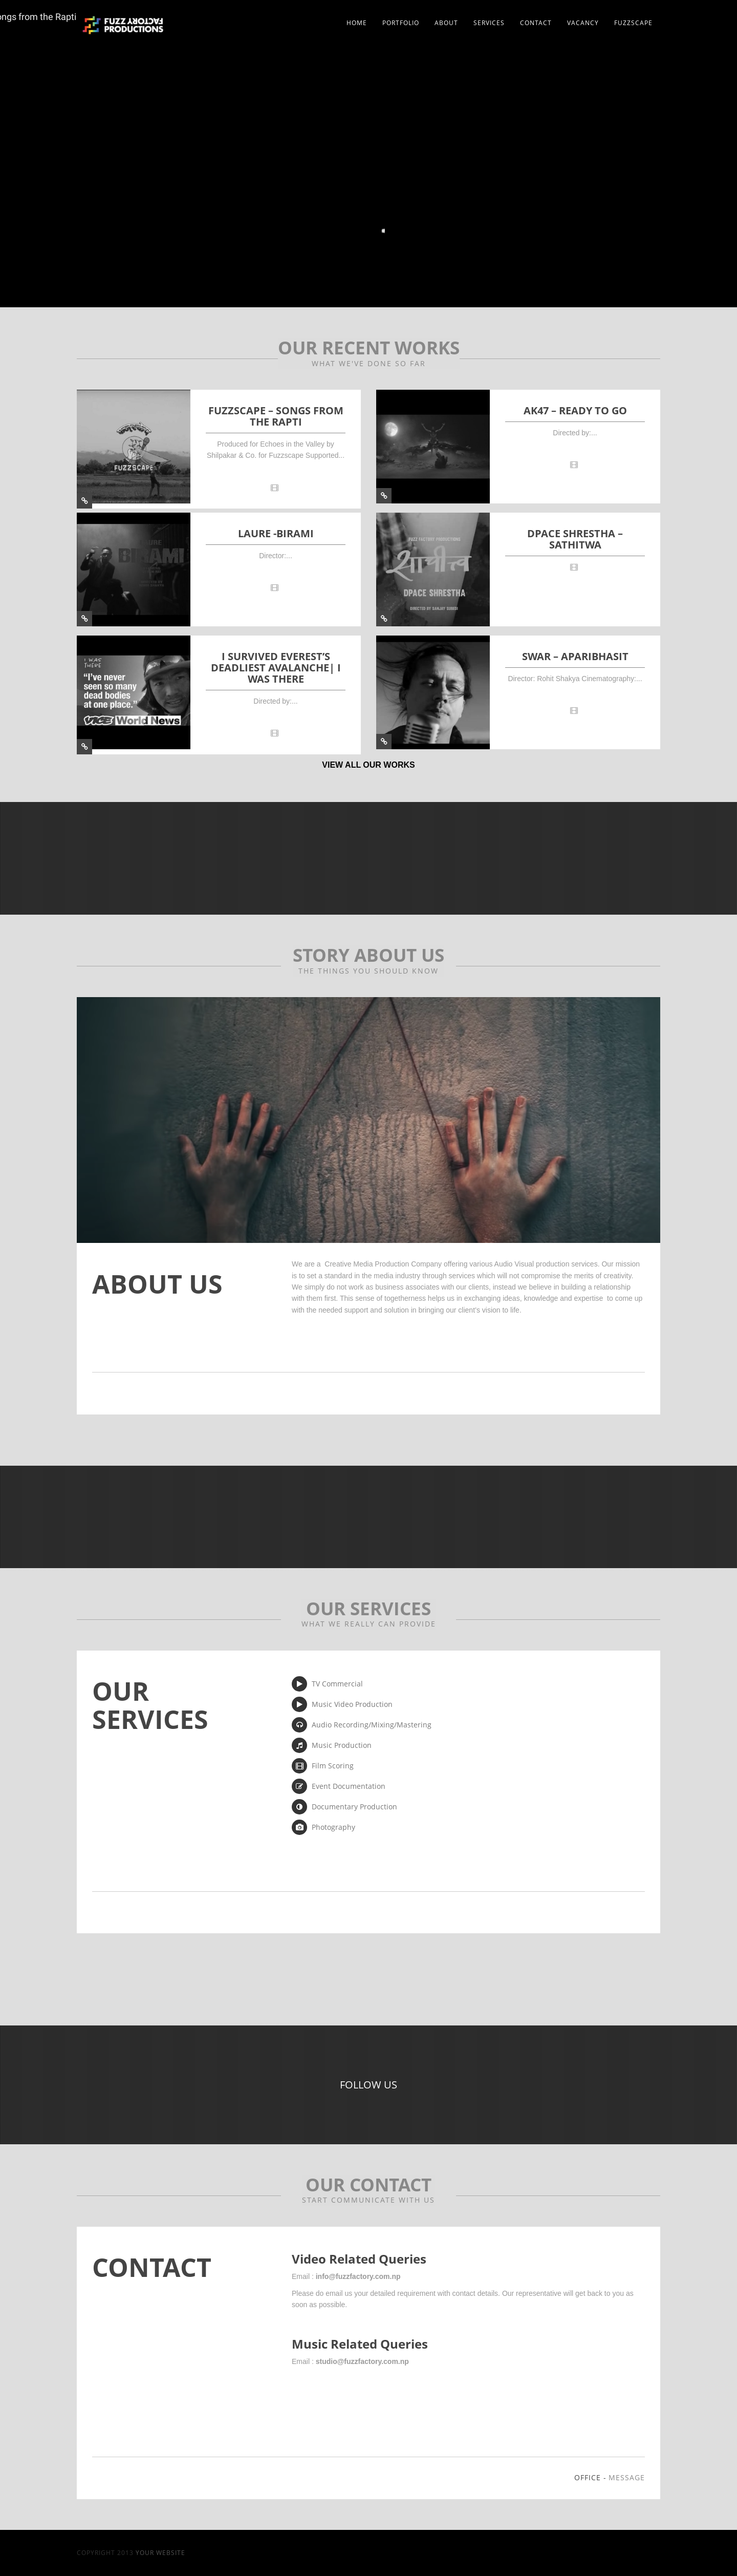 ongs from the Rapti
FUZZ FACTORY
PRODUCTIONS
HOME
PORTFOLIO
ABOUT
SERVICES
CONTACT
VACANCY
FUZZSCAPE
OUR RECENT WORKS
WHAT WE'VE DONE SO FAR
FUZZSCAPE
FUZZSCAPE – SONGS FROM
THE RAPTI
Produced for Echoes in the Valley by
Shilpakar & Co. for Fuzzscape Supported...
AK47 – READY TO GO
Directed by:...
BIRAMI
LAURE -BIRAMI
Director:...
FUZZ FACTORY PRODUCTIONS
DPACE SHRESTHA
DPACE SHRESTHA –
SATHITWA
I WAS
THERE
“I’ve never
seen so many
dead bodies
at one place.”
VICE World News
I SURVIVED EVEREST’S
DEADLIEST AVALANCHE| I
WAS THERE
Directed by:...
SWAR – APARIBHASIT
Director: Rohit Shakya Cinematography:...
VIEW ALL OUR WORKS
STORY ABOUT US
THE THINGS YOU SHOULD KNOW
ABOUT US
We are a  Creative Media Production Company offering various Audio Visual production services. Our mission
is to set a standard in the media industry through services which will not compromise the merits of creativity.
We simply do not work as business associates with our clients, instead we believe in building a relationship
with them first. This sense of togetherness helps us in exchanging ideas, knowledge and expertise  to come up
with the needed support and solution in bringing our client's vision to life.
OUR SERVICES
WHAT WE REALLY CAN PROVIDE
OUR
SERVICES
TV Commercial
Music Video Production
Audio Recording/Mixing/Mastering
Music Production
Film Scoring
Event Documentation
Documentary Production
Photography
FOLLOW US
OUR CONTACT
START COMMUNICATE WITH US
CONTACT
Video Related Queries
Email : info@fuzzfactory.com.np
Please do email us your detailed requirement with contact details. Our representative will get back to you as
soon as possible.
Music Related Queries
Email : studio@fuzzfactory.com.np
OFFICE - MESSAGE
COPYRIGHT 2013 YOUR WEBSITE